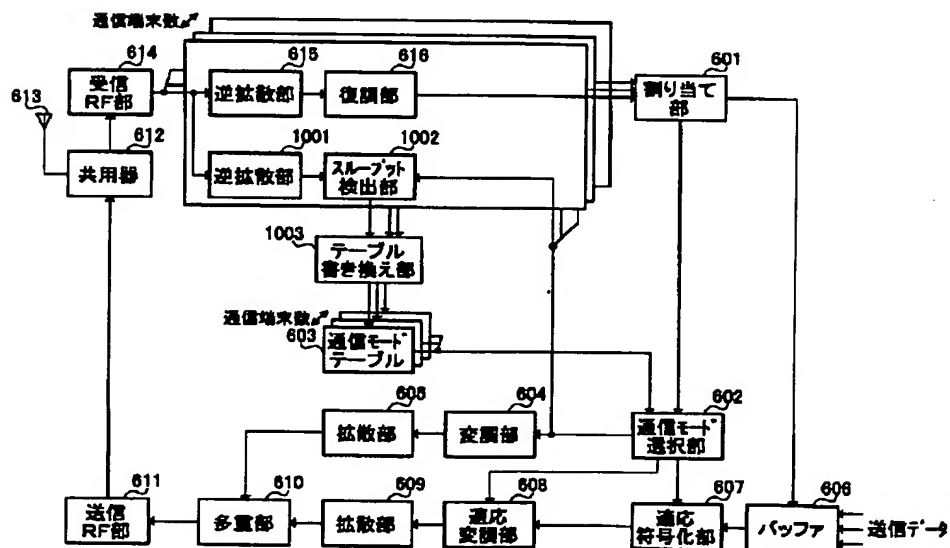 通信端末数
614
615
616
601
受信
RF部
逆拡散部
復調部
割り当て
部
613
612
1001
1002
共用器
逆拡散部
スループット
検出部
1003
テーブル
書き換え部
通信端末数
603
通信モード
テーブル
605
604
602
拡散部
変調部
通信モード
選択部
611
610
609
608
607
606
送信
RF部
多重部
拡散部
適応
変調部
適応
符号化部
バッファ
送信データ